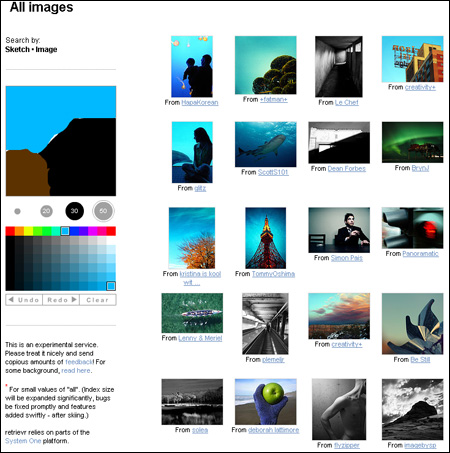 All images
Search by:
Sketch • Image
20
30
50
Undo
Redo
Clear
This is an experimental service.
Please treat it nicely and send
copious amounts of feedback! For
some background, read here.
* For small values of "all". (Index size
will be expanded significantly, bugs
be fixed promptly and features
added swiftly - after skiing.)
retrievr relies on parts of the
System One platform.
From HapaKorean
From +fatman+
From Le Chef
From creativity+
From glitz
From ScottS101
From Dean Forbes
From BrynJ
From kristina is kool
wit ...
From TommyOshima
From Simon Pais
From Panoramatic
From Lenny & Meriel
From plemeljr
From creativity+
From Be Still
From solea
From deborah lattimore
From flyzipper
From imagebysp